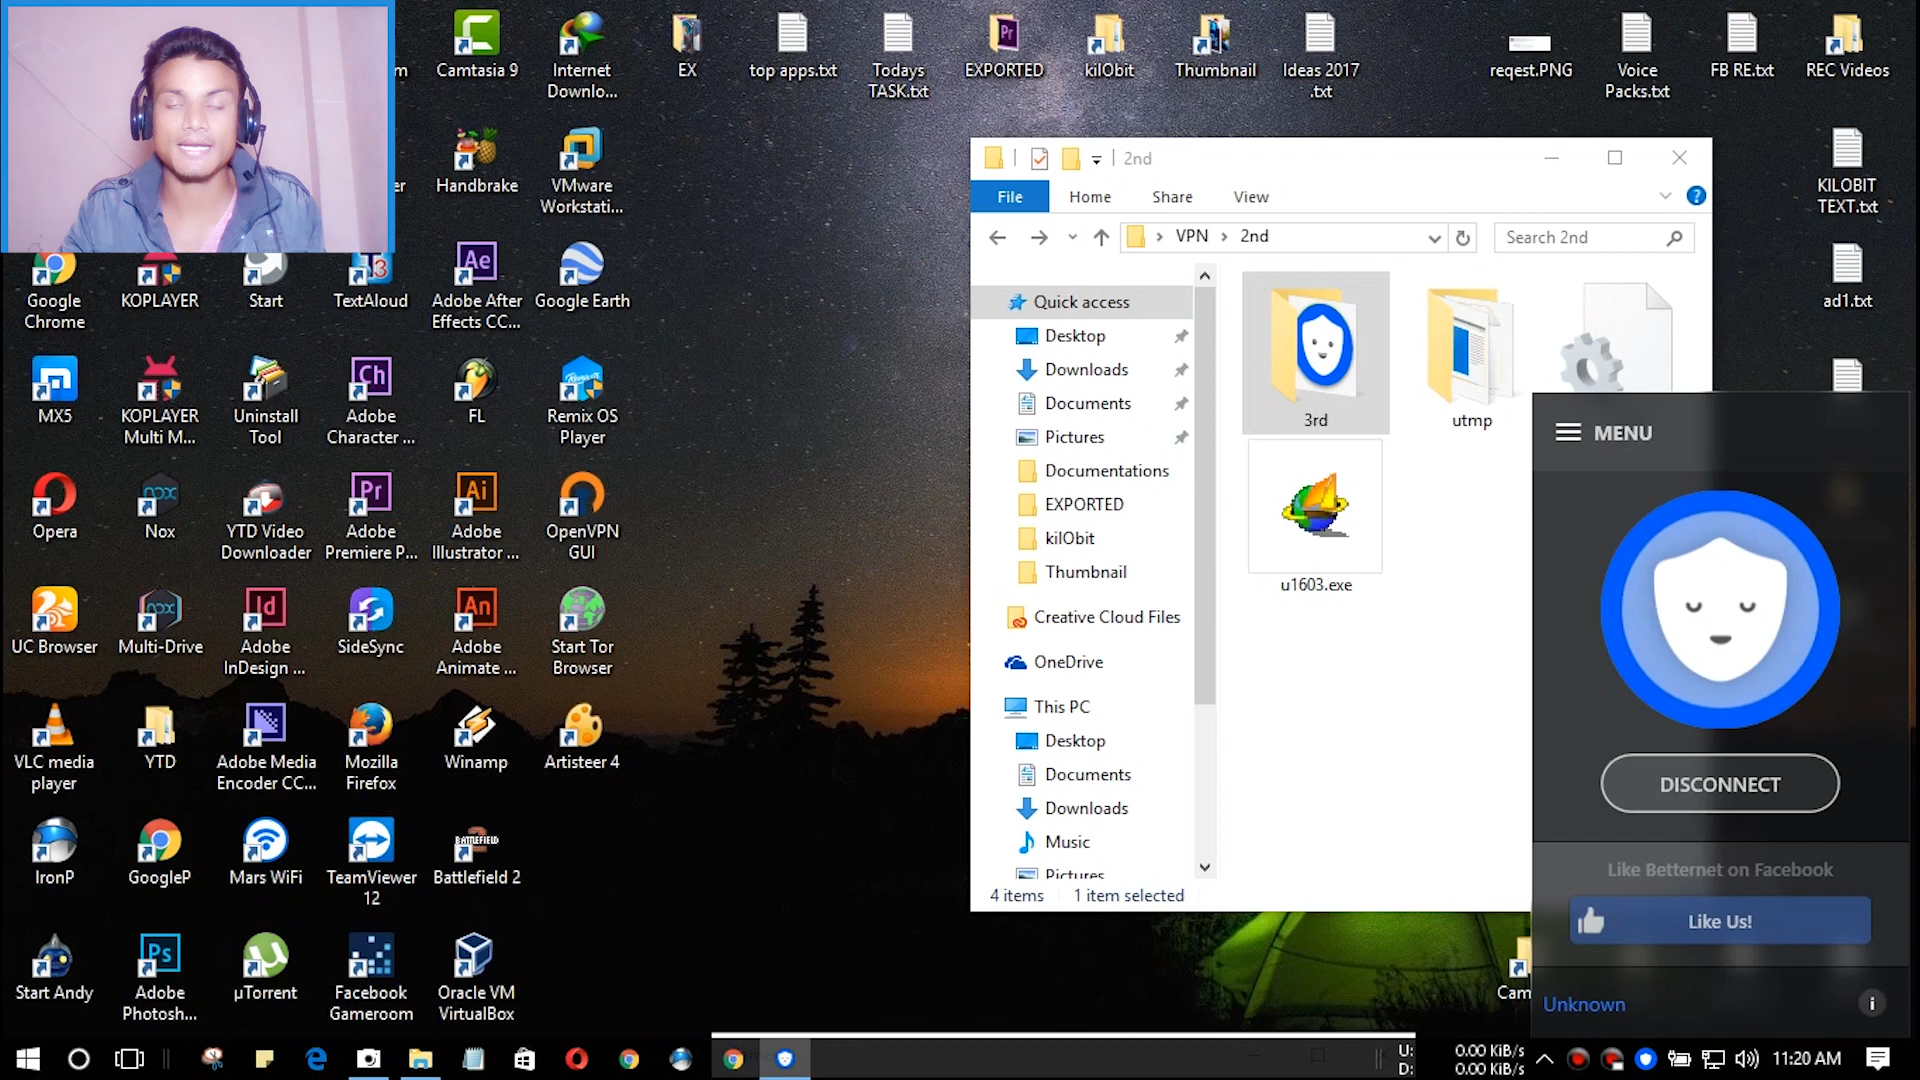 m
Camtasia 9
Internet
Downlo...
EX
top apps.txt
Todays
TASK.txt
EXPORTED
kil0bit
Thumbnail
Ideas 2017
.txt
reqest.PNG
Voice
Packs.txt
FB RE.txt
REC Videos
er
Handbrake
VMware
Workstati...
KILOBIT
TEXT.txt
Google
Chrome
KOPLAYER
Start
TextAloud
Adobe After
Effects CC...
Google Earth
ad1.txt
MX5
KOPLAYER
Multi M...
Uninstall
Tool
Adobe
Character ...
FL
Remix OS
Player
Opera
Nox
YTD Video
Downloader
Adobe
Premiere P...
Adobe
Illustrator ...
OpenVPN
GUI
UC Browser
Multi-Drive
Adobe
InDesign ...
SideSync
Adobe
Animate ...
Start Tor
Browser
VLC media
player
YTD
Adobe Media
Encoder CC...
Mozilla
Firefox
Winamp
Artisteer 4
IronP
GoogleP
Mars WiFi
TeamViewer
12
BATTLEFIELD
2
Battlefield 2
Start Andy
Adobe
Photosh...
µTorrent
Facebook
Gameroom
Oracle VM
VirtualBox
Cam
2nd
File
Home
Share
View
VPN
2nd
Search 2nd
Quick access
Desktop
Downloads
Documents
Pictures
Documentations
EXPORTED
kil0bit
Thumbnail
Creative Cloud Files
OneDrive
This PC
Desktop
Documents
Downloads
Music
Pictures
3rd
utmp
u1603.exe
4 items
1 item selected
MENU
DISCONNECT
Like Betternet on Facebook
Like Us!
Unknown
U: 0.00 KiB/s
D: 0.00 KiB/s
11:20 AM